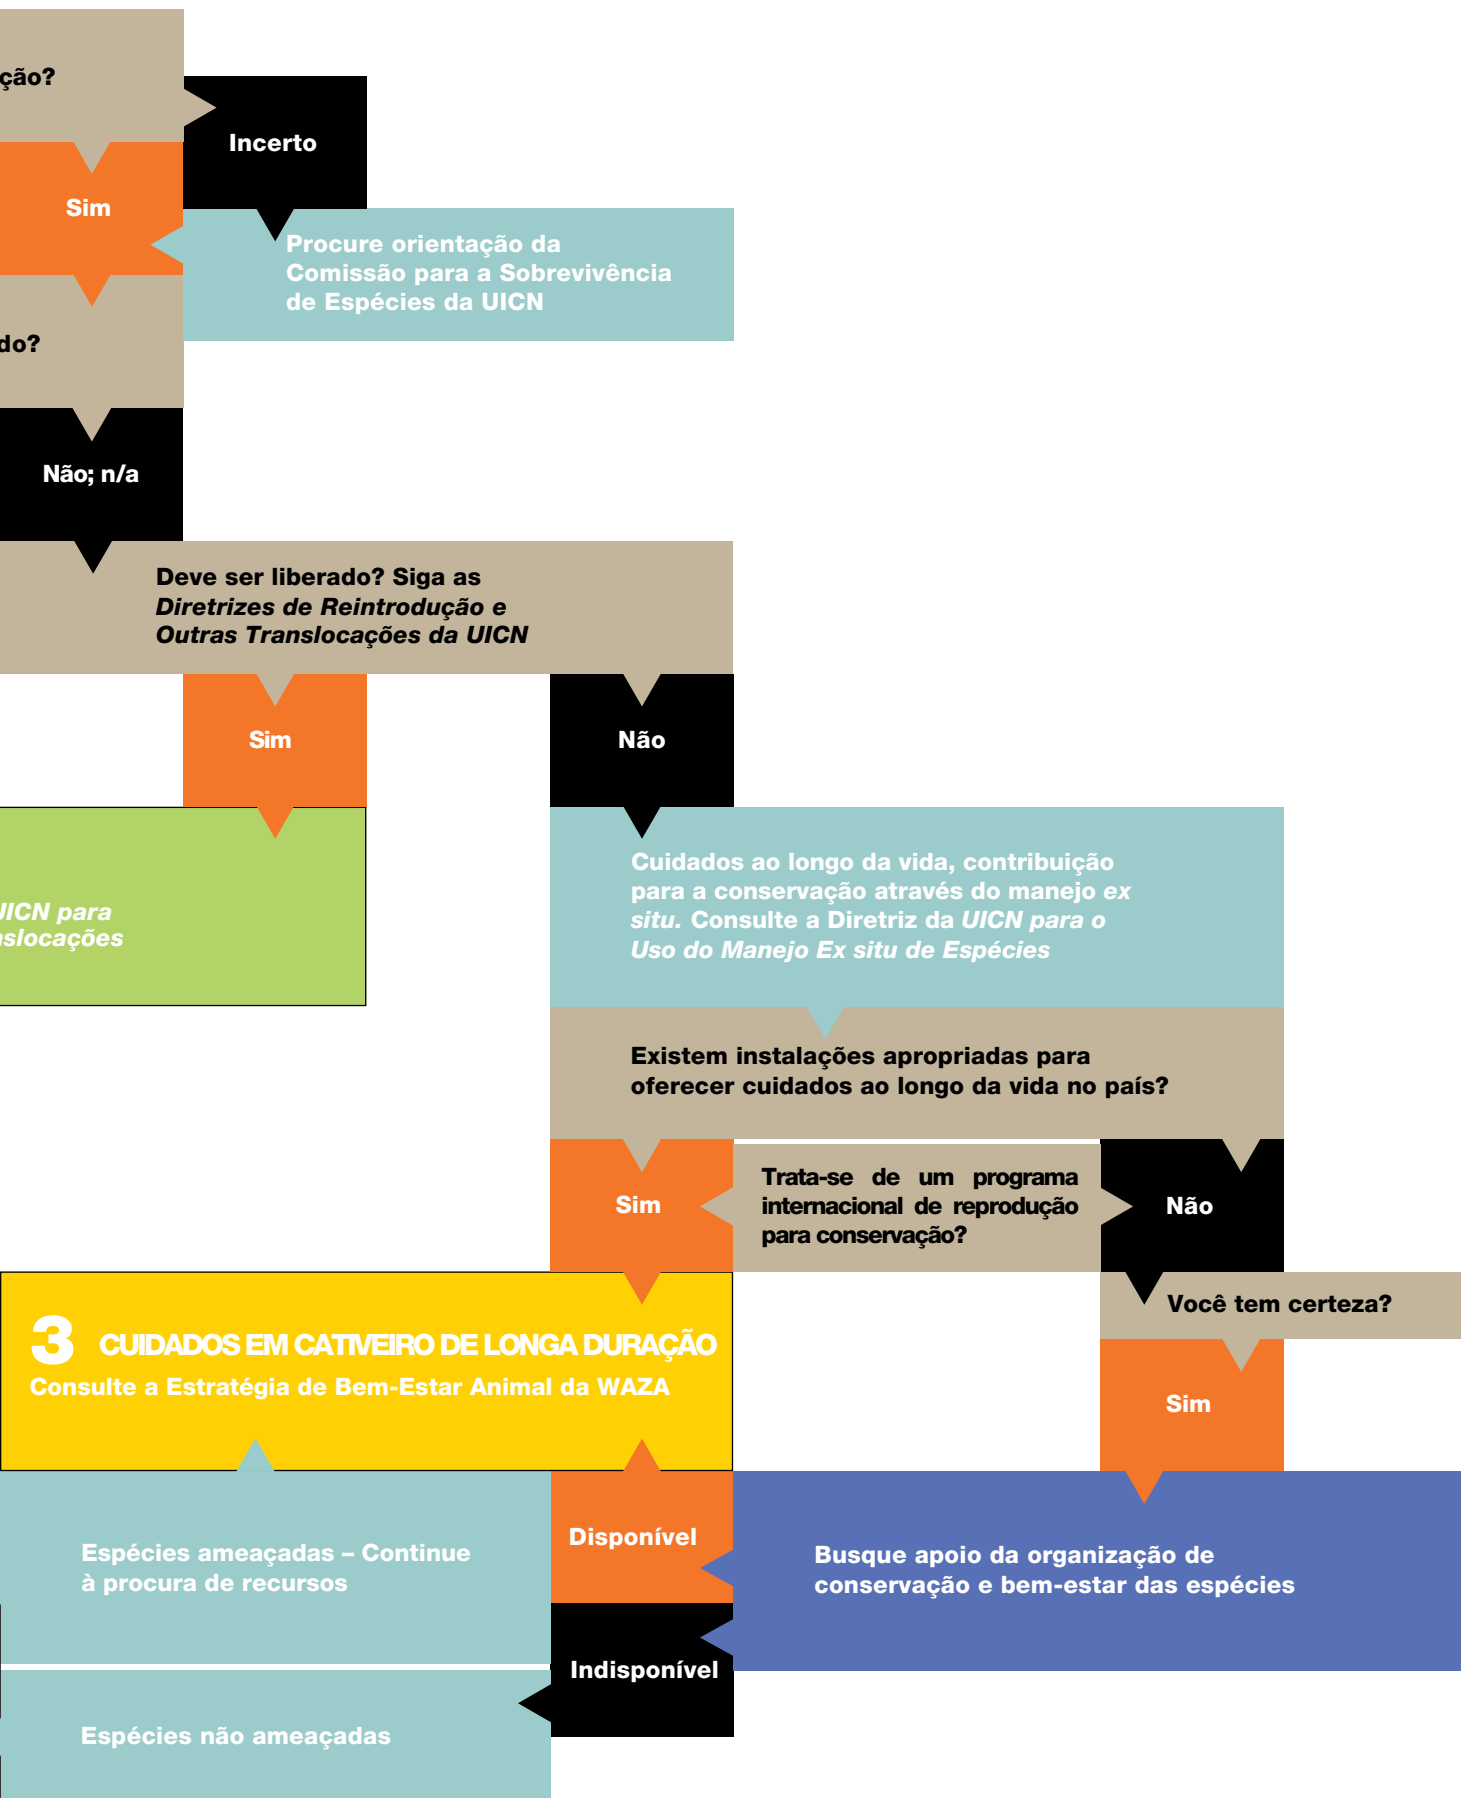 ção?
Incerto
Sim
Procure orientação da
Comissão para a Sobrevivência
de Espécies da UICN
do?
Não; n/a
Deve ser liberado? Siga as
Diretrizes de Reintrodução e
Outras Translocações da UICN
Sim
Não
UICN para
nslocações
Cuidados ao longo da vida, contribuição
para a conservação através do manejo ex
situ. Consulte a Diretriz da UICN para o
Uso do Manejo Ex situ de Espécies
Existem instalações apropriadas para
oferecer cuidados ao longo da vida no país?
Sim
Trata-se de um programa
internacional de reprodução
para conservação?
Não
Você tem certeza?
3 CUIDADOS EM CATIVEIRO DE LONGA DURAÇÃO
Consulte a Estratégia de Bem-Estar Animal da WAZA
Sim
Espécies ameaçadas – Continue
à procura de recursos
Disponível
Busque apoio da organização de
conservação e bem-estar das espécies
Indisponível
Espécies não ameaçadas